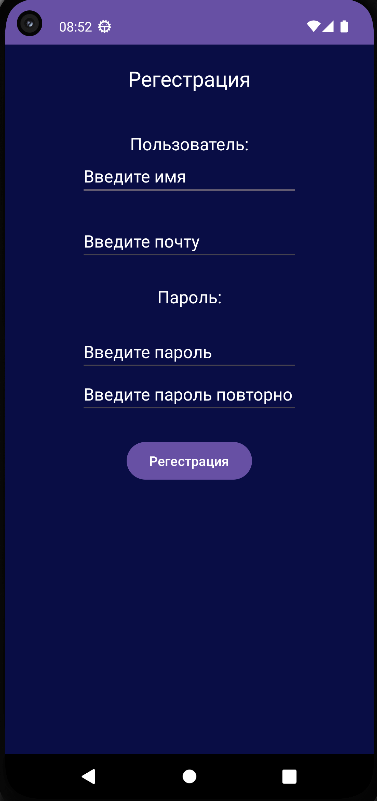 08:52
Регестрация
Пользователь:
Введите имя
Введите почту
Пароль:
Введите пароль
Введите пароль повторно
Регестрация